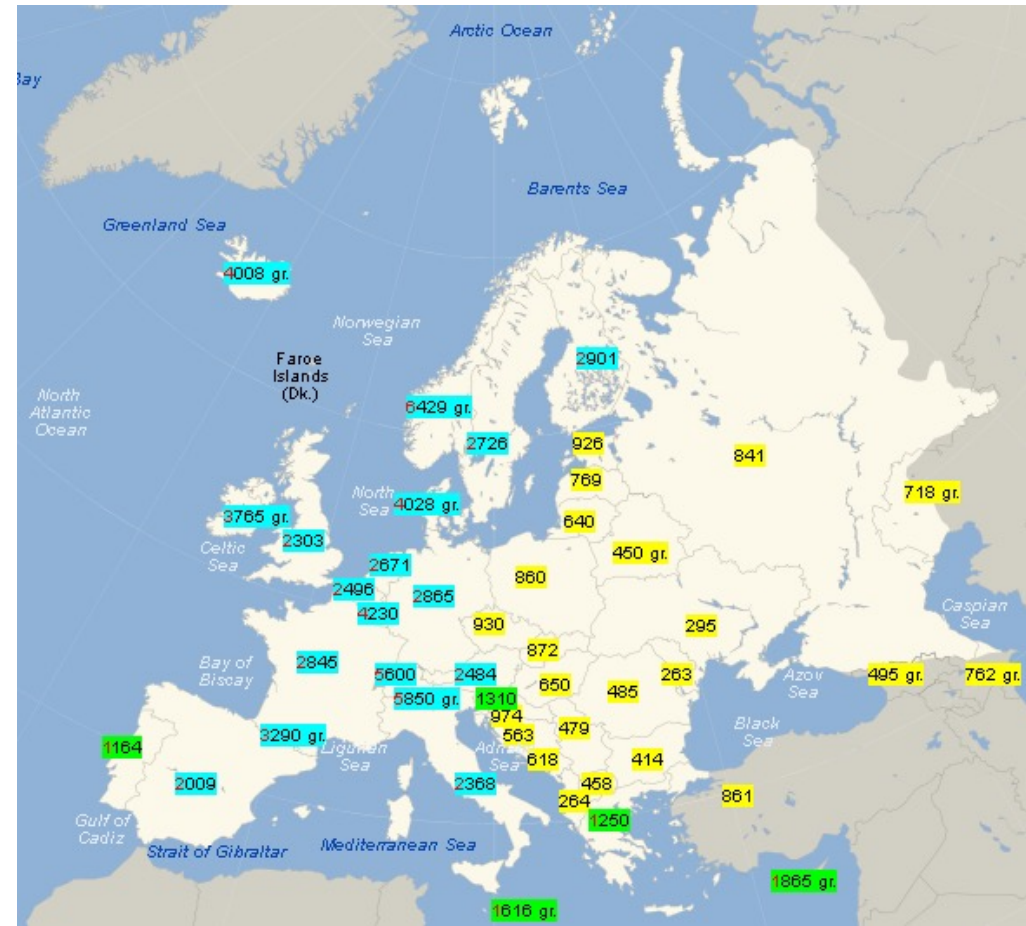 Arctic Ocean
Bay
Barents Sea
Greenland Sea
4008 gr.
Norwegian
Sea
Faroe
Islands
(Dk.)
2901
North
Atlantic
Ocean
6429 gr.
2726
926
841
769
718 gr.
North
Sea
4028 gr.
3765 gr.
640
2303
Celtic
Sea
450 gr.
2671
860
2496
2865
4230
Caspian
Sea
930
295
872
Bay of
Biscay
2845
5600
2484
650
485
263
Azov
Sea
495 gr.
762 gr.
5850 gr.
1310
974
563
479
Black
Sea
1164
3290 gr.
Ligurien
Sea
Adri
Sea
618
414
2009
2368
458
264
861
1250
Gulf of
Cadiz
Strait of Gibraltar
Mediterranean Sea
1865 gr.
1616 gr.